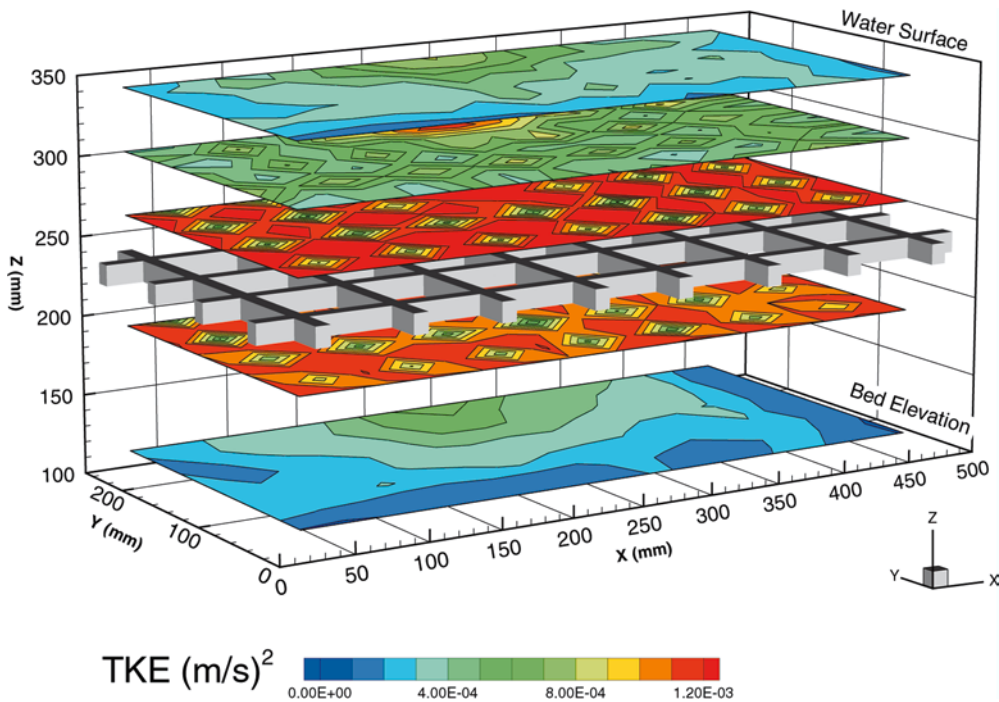 Water Surface
350
300
250
200
150
100
Z (mm)
Bed Elevation
200
100
0
Y (mm)
0
50
100
150
200
250
300
350
400
450
500
X (mm)
Z
Y
X
TKE (m/s)²
0.00E+00 4.00E-04 8.00E-04 1.20E-03